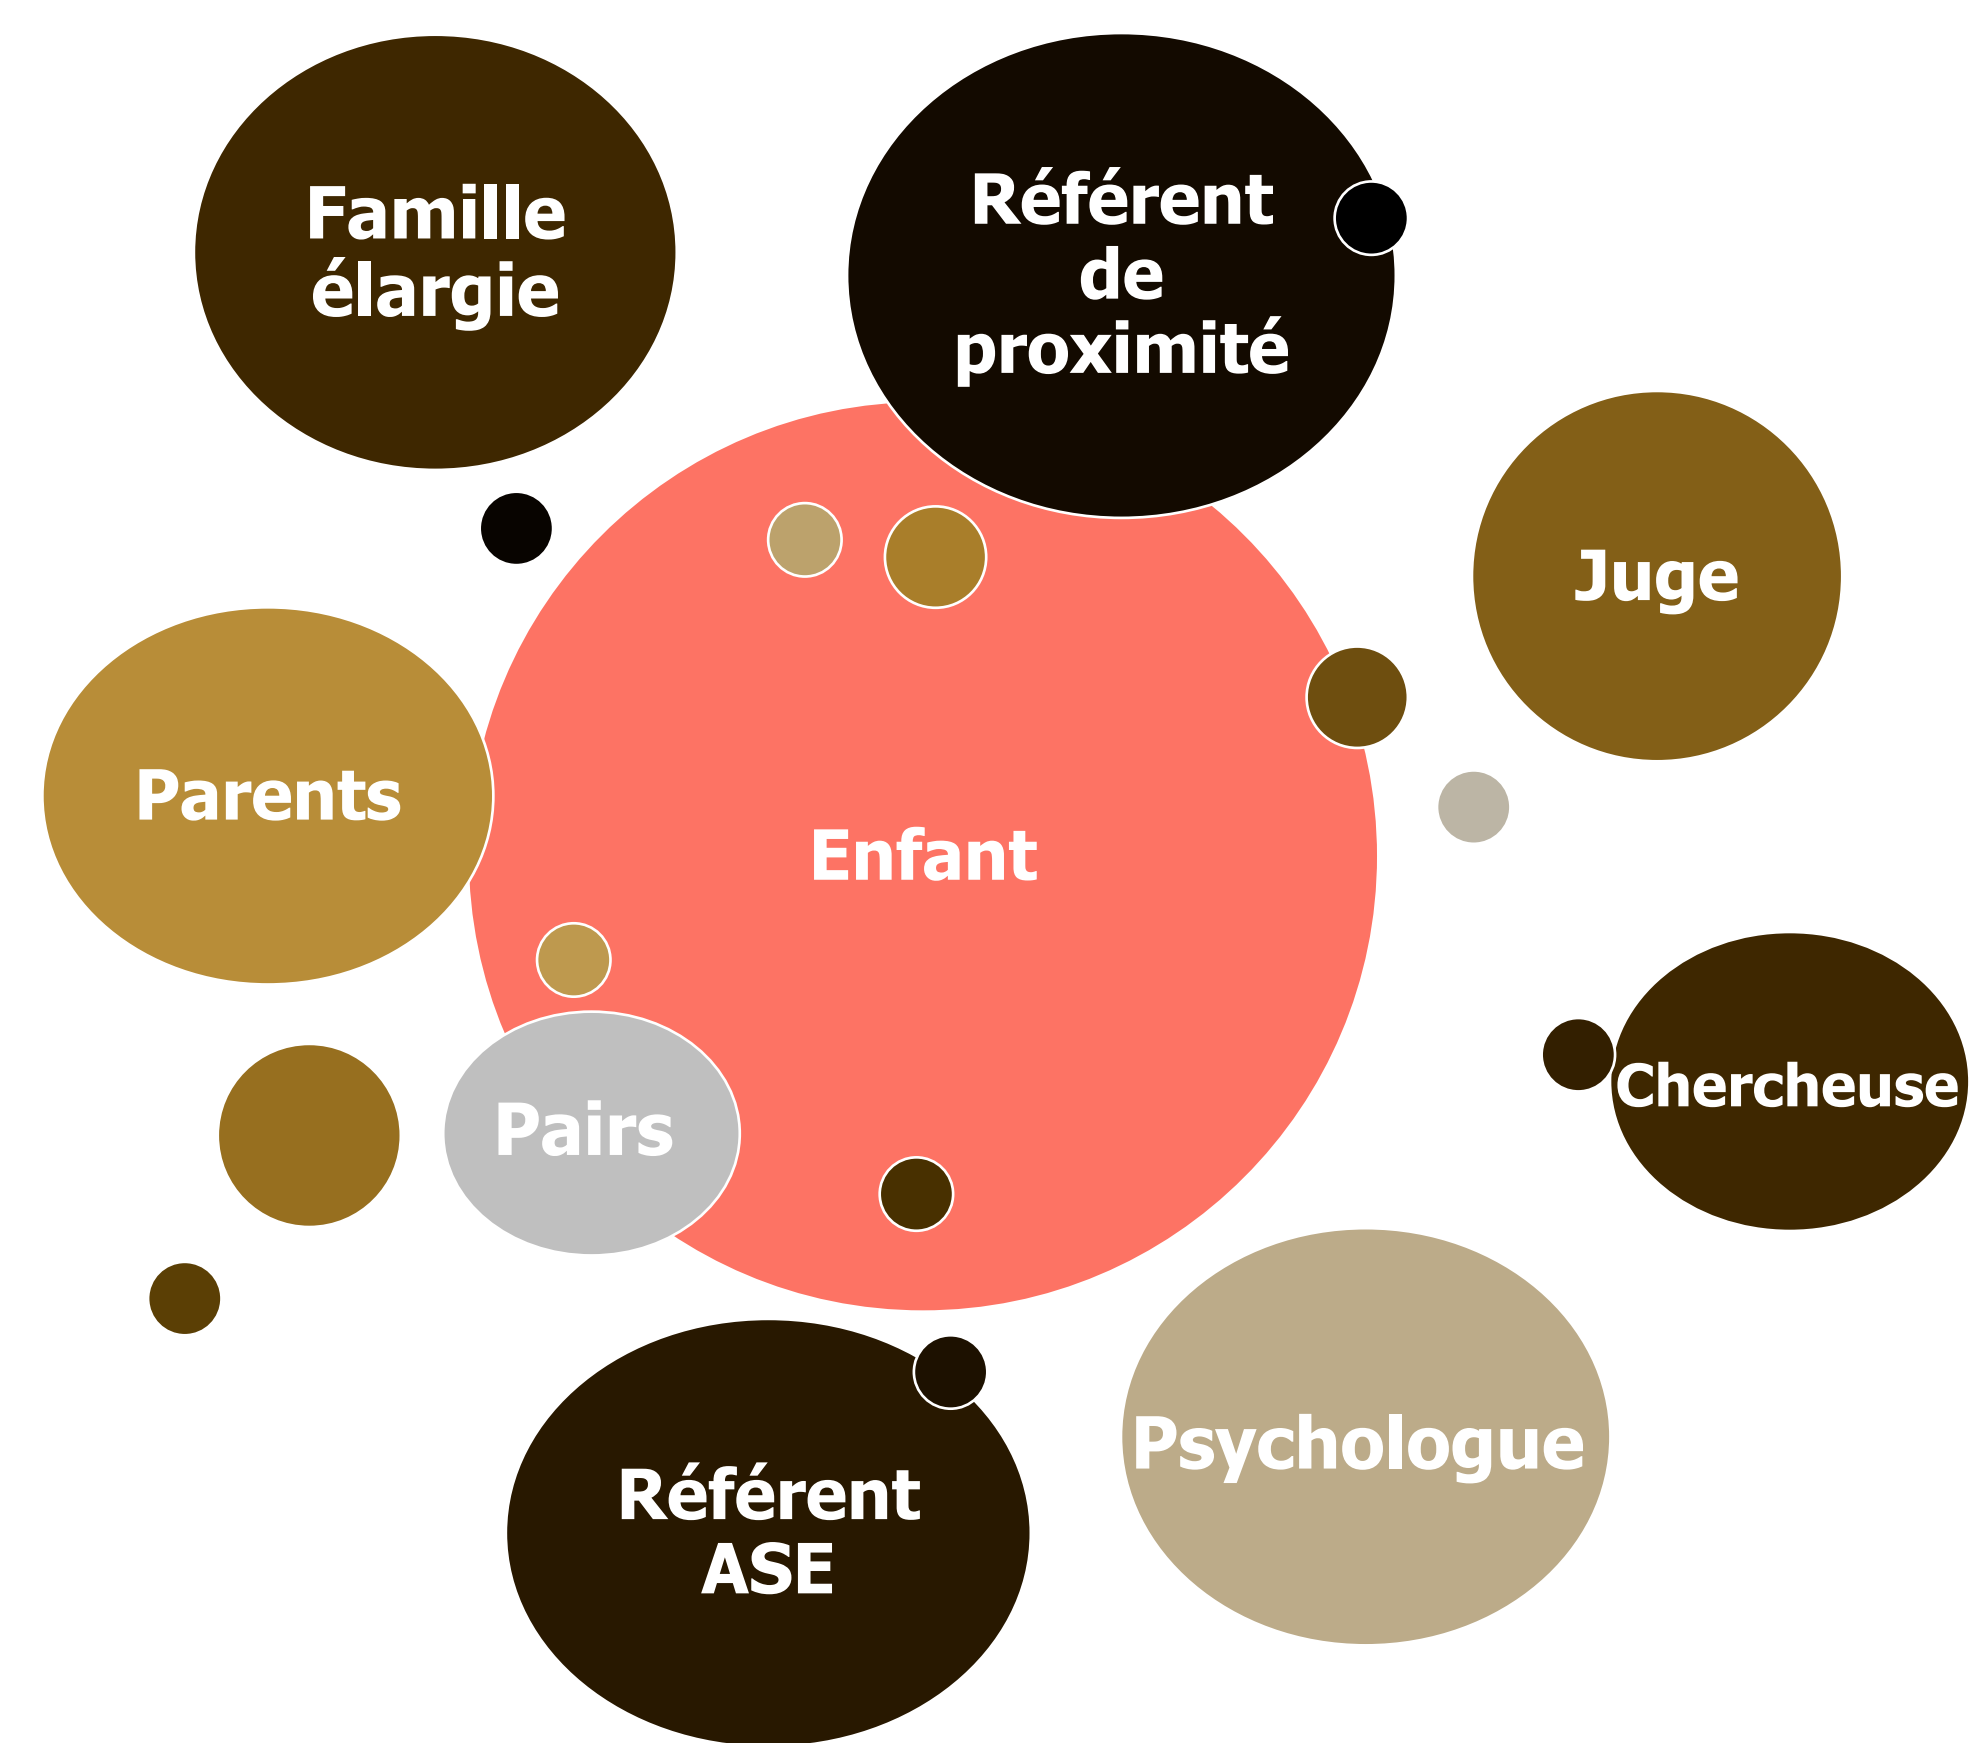 Famille
élargie
Référent
de
proximité
Juge
Parents
Enfant
Chercheuse
Pairs
Psychologue
Référent
ASE